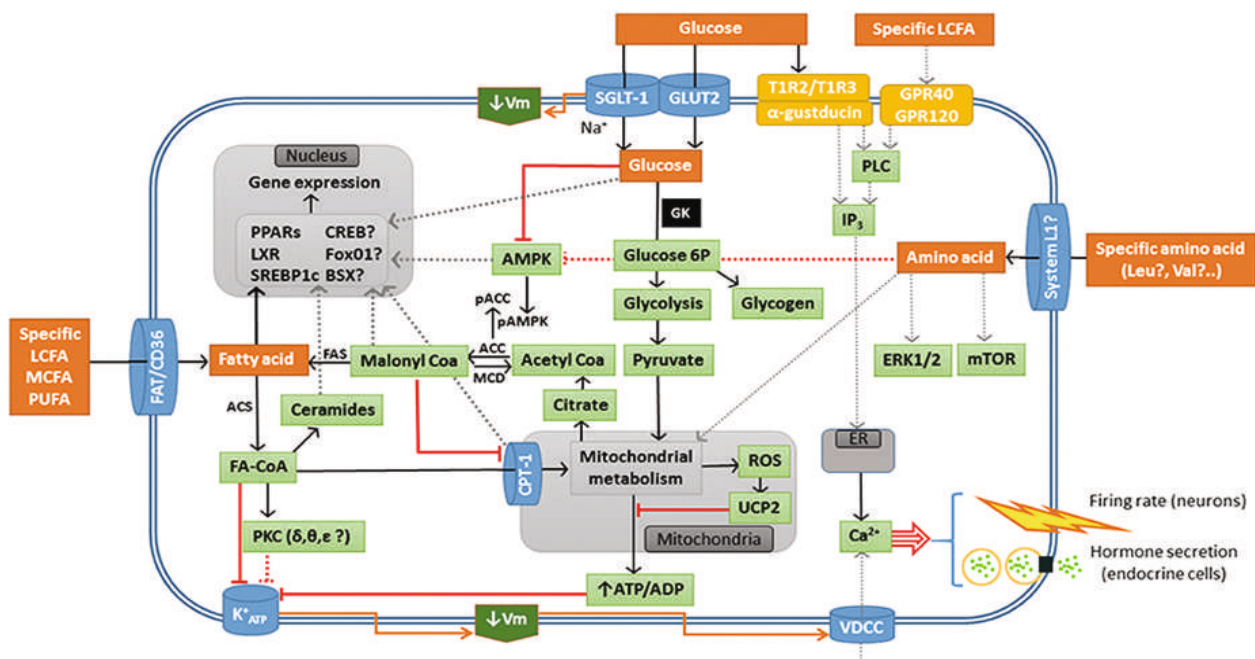 Glucose
Specific LCFA
↓Vm
SGLT-1
GLUT2
T1R2/T1R3
α-gustducin
GPR40
GPR120
Na⁺
Nucleus
Gene expression
Glucose
PLC
GK
IP₃
PPARs
CREB?
LXR
Fox01?
SREBP1c
BSX?
AMPK
Glucose 6P
Amino acid
System L1?
Specific amino acid
(Leu?, Val?..)
pACC
pAMPK
Glycolysis
Glycogen
Specific
LCFA
MCFA
PUFA
FAT/CD36
Fatty acid
FAS
Malonyl Coa
ACC
MCD
Acetyl Coa
Pyruvate
ERK1/2
mTOR
ACS
Ceramides
Citrate
ER
FA-CoA
CPT-1
Mitochondrial
metabolism
ROS
UCP2
Mitochondria
PKC (δ,θ,ε ?)
Ca²⁺
Firing rate (neurons)
Hormone secretion
(endocrine cells)
↑ATP/ADP
K⁺ATP
↓Vm
VDCC